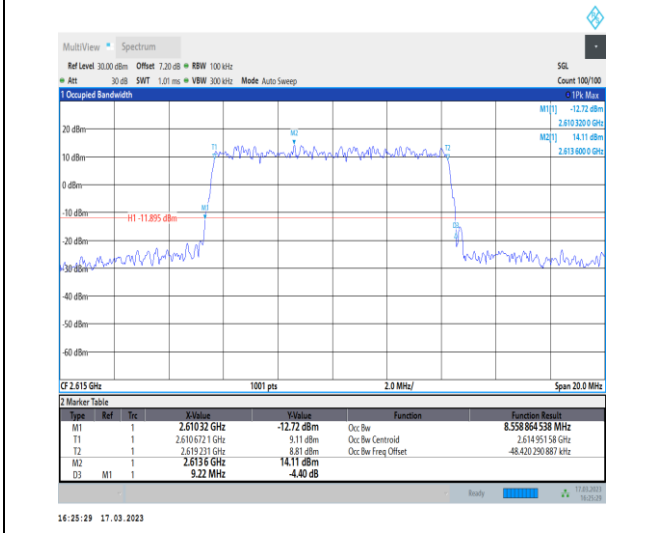 MultiView Spectrum
Ref Level 30.00 dBm Offset 7.20 dB RBW 100 kHz SGL
Att 30 dB SWT 1.01 ms VBW 300 kHz Mode Auto Sweep Count 100/100
1 Occupied Bandwidth 1Pk Max
M1[1] -12.72 dBm
2.610 320 0 GHz
M2[1] 14.11 dBm
2.613 600 0 GHz
20 dBm
M2
T1
T2
10 dBm
0 dBm
-10 dBm
M1
H1 -11.895 dBm
D3
-20 dBm
-30 dBm
-40 dBm
-50 dBm
-60 dBm
CF 2.615 GHz 1001 pts 2.0 MHz/ Span 20.0 MHz
2 Marker Table
Type Ref Trc X-Value Y-Value Function Function Result
M1 1 2.610 32 GHz -12.72 dBm Occ Bw 8.558 864 538 MHz
T1 1 2.610 672 1 GHz 9.11 dBm Occ Bw Centroid 2.614 951 58 GHz
T2 1 2.619 231 GHz 8.81 dBm Occ Bw Freq Offset -48.420 290 887 kHz
M2 1 2.613 6 GHz 14.11 dBm
D3 M1 1 9.22 MHz -4.40 dB
Ready 17.03.2023
16:25:29
16:25:29 17.03.2023